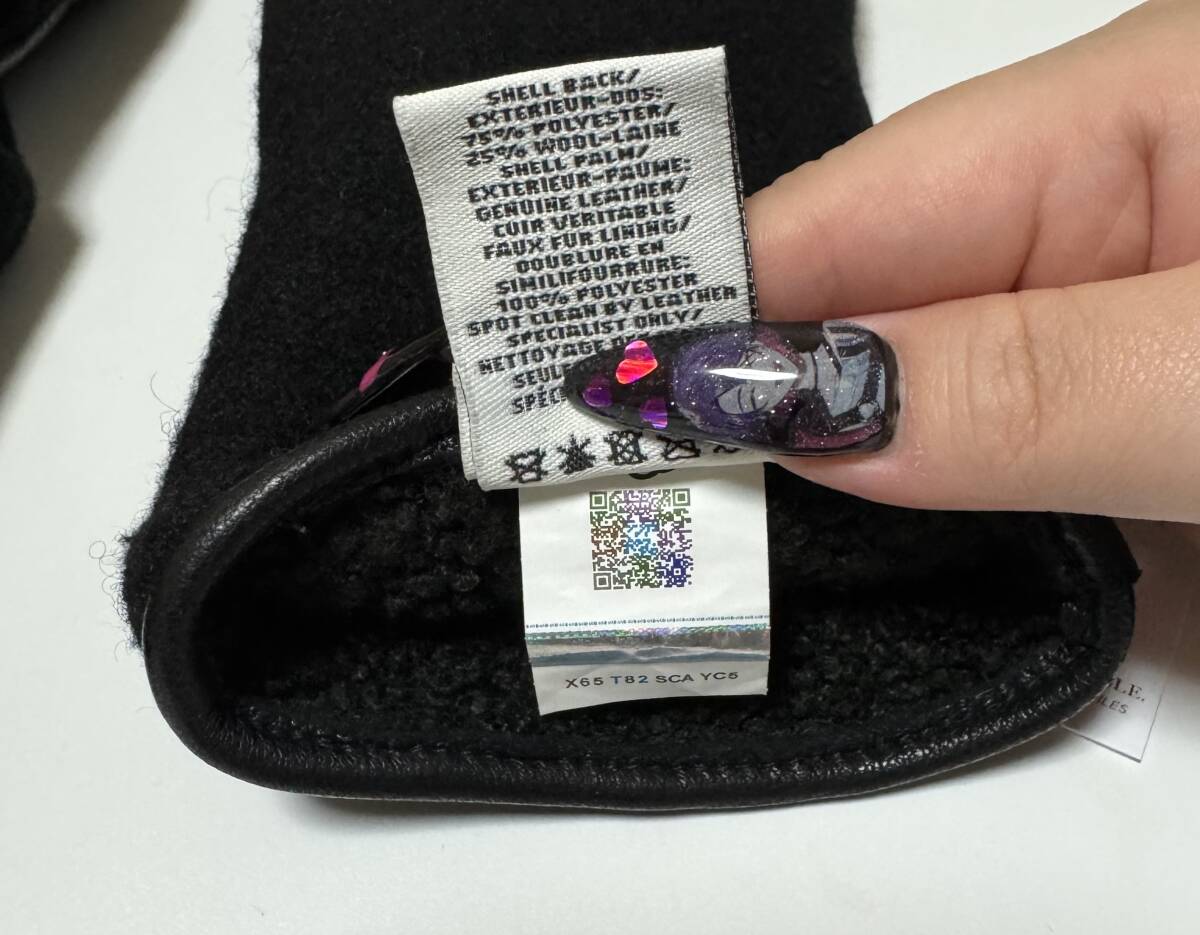 SHELL BACK/
EXTERIEUR-DOS:
75% POLYESTER/
25% WOOL-LAINE
SHELL PALM/
EXTERIEUR-PAUME:
GENUINE LEATHER/
CUIR VERITABLE
FAUX FUR LINING/
DOUBLURE EN
SIMILIFOURRURE:
100% POLYESTER
SPOT CLEAN BY LEATHER
SPECIALIST ONLY/
NETTOYAGE
X65 T82 SCA YC5